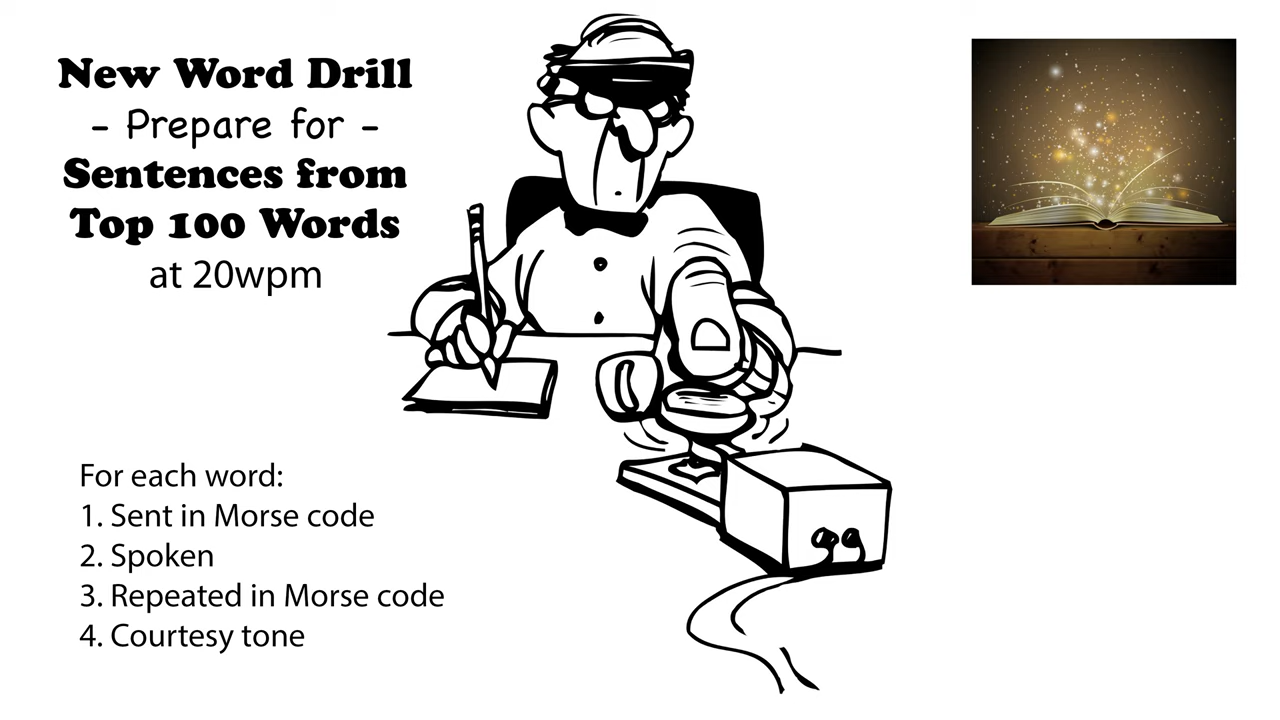 New Word Drill
- Prepare for -
Sentences from
Top 100 Words
at 20wpm
For each word:
1. Sent in Morse code
2. Spoken
3. Repeated in Morse code
4. Courtesy tone